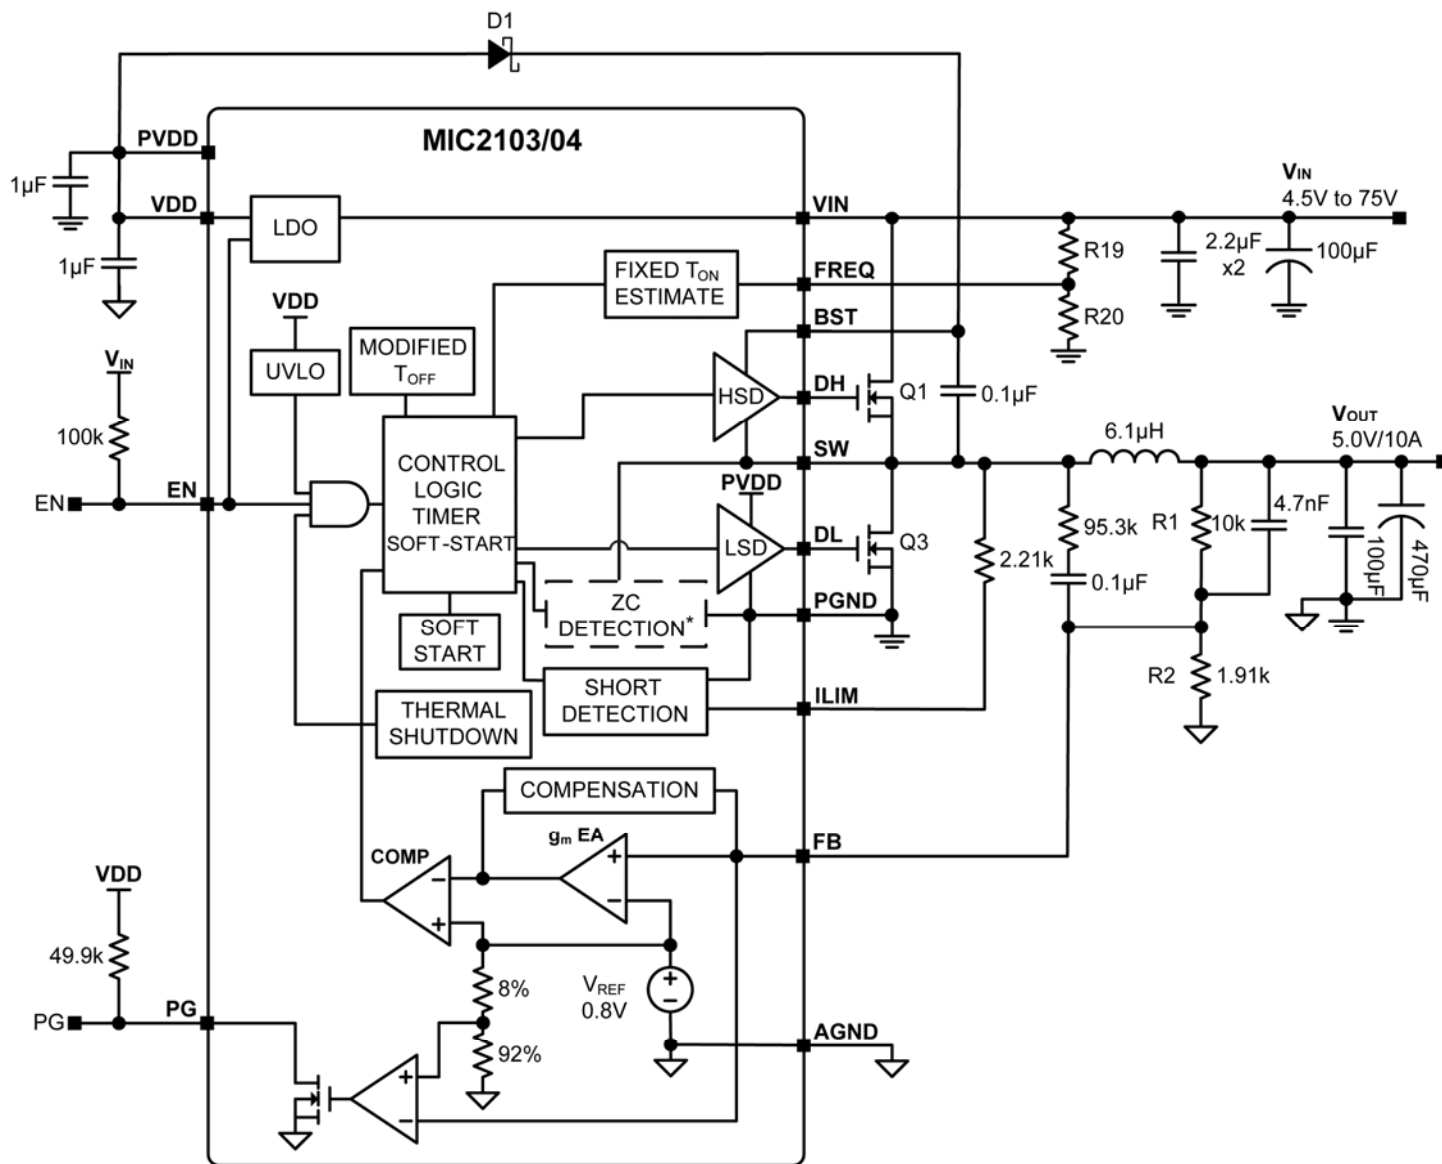 D1
MIC2103/04
PVDD
1µF
VDD
1µF
LDO
VIN
VIN
4.5V to 75V
R19
2.2µF
x2
100µF
FREQ
FIXED TON
ESTIMATE
R20
BST
VDD
UVLO
MODIFIED
TOFF
VIN
100k
HSD
DH
Q1
0.1µF
SW
6.1µH
VOUT
5.0V/10A
CONTROL
LOGIC
TIMER
SOFT-START
EN
EN
PVDD
LSD
DL
Q3
2.21k
95.3k
0.1µF
R1
10k
4.7nF
100µF
470µF
ZC
DETECTION*
PGND
SOFT
START
R2
1.91k
SHORT
DETECTION
ILIM
THERMAL
SHUTDOWN
COMPENSATION
gm EA
COMP
+
−
−
+
FB
VDD
49.9k
8%
VREF
0.8V
+
−
PG
PG
92%
AGND
+
−